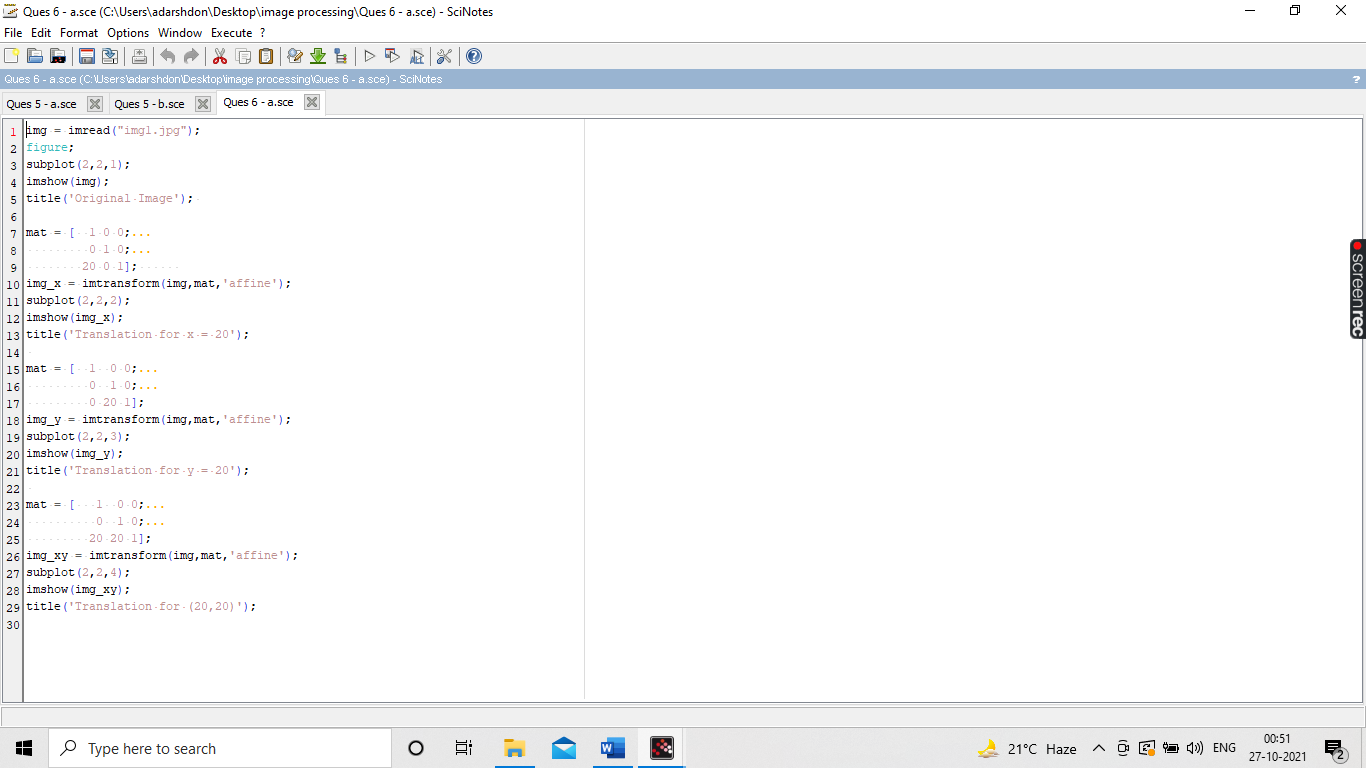 Ques 6 - a.sce (C:\Users\adarshdon\Desktop\image processing\Ques 6 - a.sce) - SciNotes
File Edit Format Options Window Execute ?
Ques 6 - a.sce (C:\Users\adarshdon\Desktop\image processing\Ques 6 - a.sce) - SciNotes ?
Ques 5 - a.sce Ques 5 - b.sce Ques 6 - a.sce
1 img = imread("img1.jpg");
2 figure;
3 subplot(2,2,1);
4 imshow(img);
5 title('Original Image');
6
7 mat = [ 1 0 0;...
8 0 1 0;...
9 20 0 1];
10 img_x = imtransform(img,mat,'affine');
11 subplot(2,2,2);
12 imshow(img_x);
13 title('Translation for x = 20');
14
15 mat = [ 1 0 0;...
16 0 1 0;...
17 0 20 1];
18 img_y = imtransform(img,mat,'affine');
19 subplot(2,2,3);
20 imshow(img_y);
21 title('Translation for y = 20');
22
23 mat = [ 1 0 0;...
24 0 1 0;...
25 20 20 1];
26 img_xy = imtransform(img,mat,'affine');
27 subplot(2,2,4);
28 imshow(img_xy);
29 title('Translation for (20,20)');
30
screenrec
Type here to search
21°C Haze
ENG
00:51
27-10-2021
2